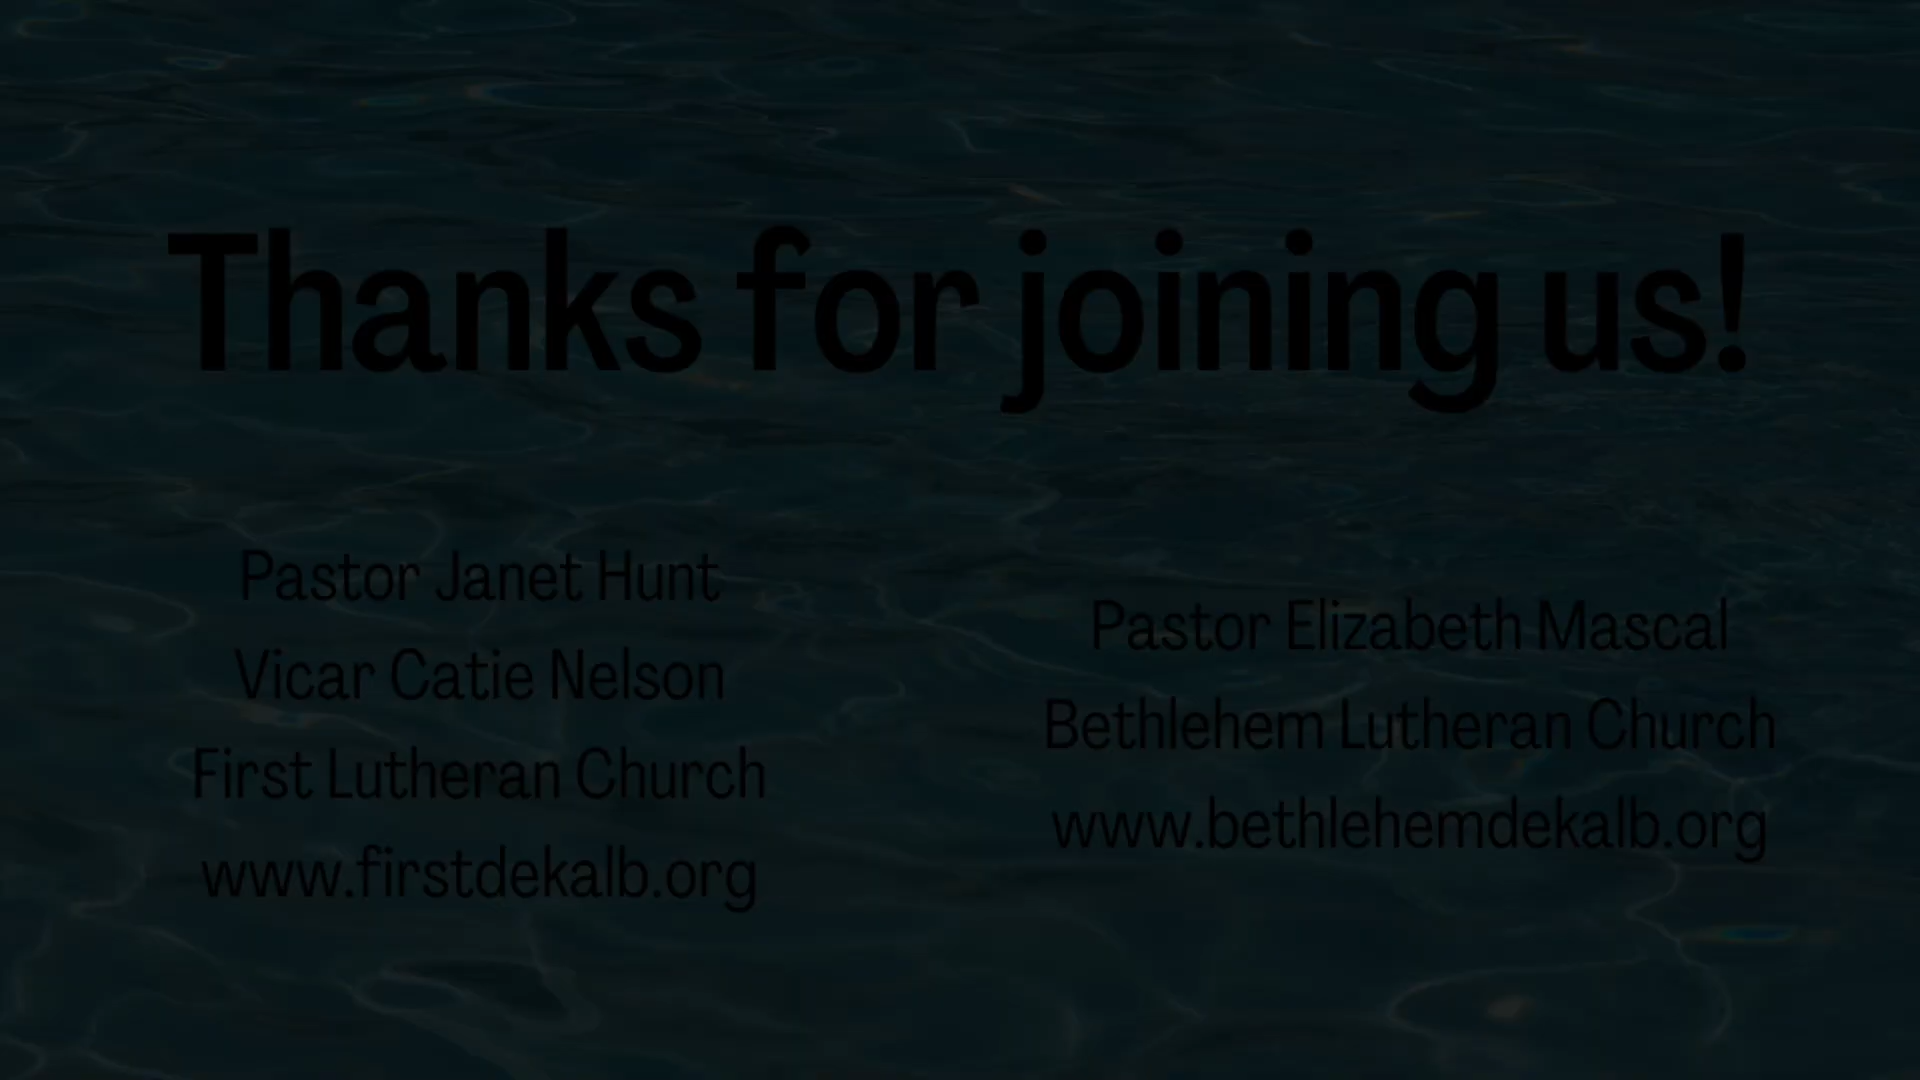 Thanks for joining us!
Pastor Janet Hunt
Vicar Catie Nelson
First Lutheran Church
www.firstdekalb.org
Pastor Elizabeth Mascal
Bethlehem Lutheran Church
www.bethlehemdekalb.org